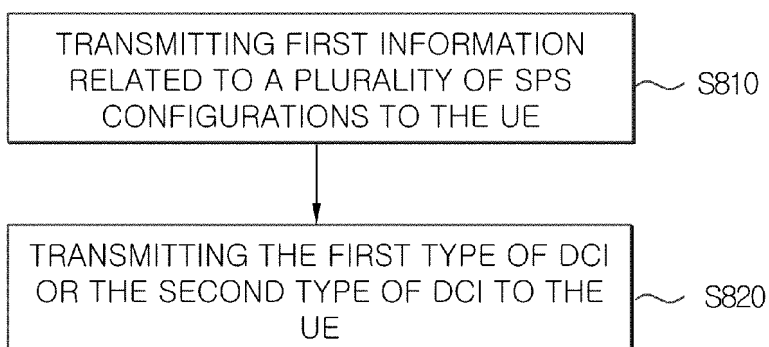 TRANSMITTING FIRST INFORMATION
RELATED TO A PLURALITY OF SPS
CONFIGURATIONS TO THE UE
S810
TRANSMITTING THE FIRST TYPE OF DCI
OR THE SECOND TYPE OF DCI TO THE
UE
S820